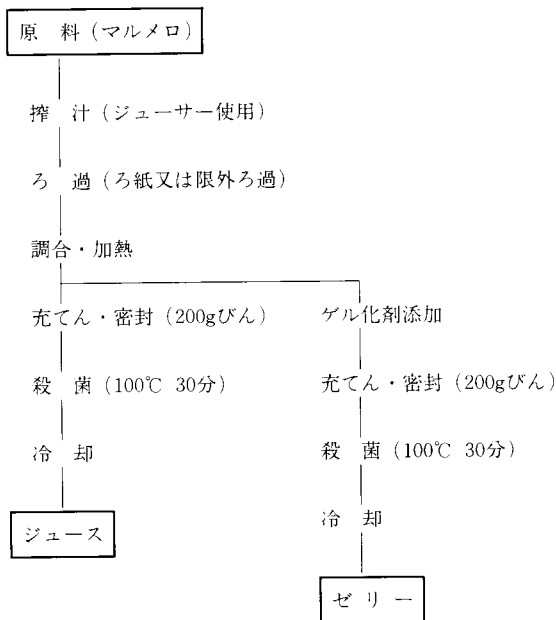 原　料（マルメロ）
搾　汁（ジューサー使用）
ろ　過（ろ紙又は限外ろ過）
調合・加熱
充てん・密封（200gびん）
殺　菌（100℃ 30分）
冷　却
ジュース
ゲル化剤添加
充てん・密封（200gびん）
殺　菌（100℃ 30分）
冷　却
ゼリー